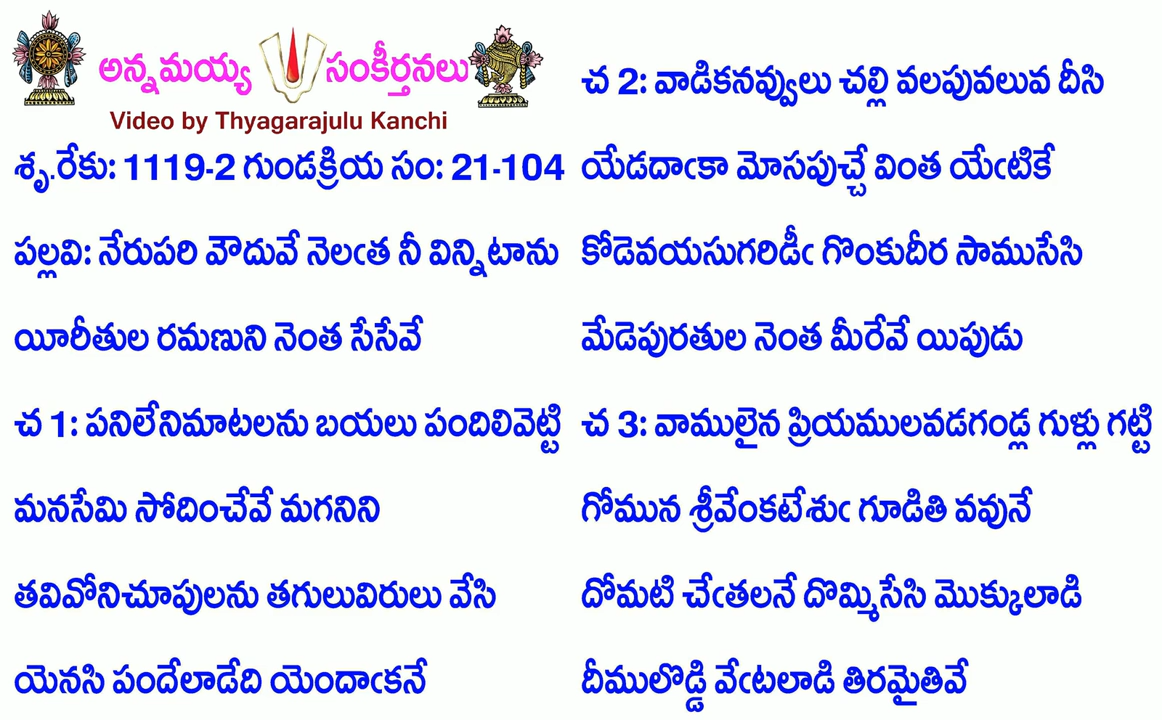 అన్నమయ్య సంకీర్తనలు
Video by Thyagarajulu Kanchi
శృ.రేకు: 1119-2 గుండక్రియ సం: 21-104
పల్లవి: నేరుపరి వౌదువే నెలఁత నీ విన్నిటాను
యీరీతుల రమణుని నెంత సేసేవే
చ 1: పనిలేనిమాటలను బయలు పందిలివెట్టి
మనసేమి సోదించేవే మగనిని
తవివోనిచూపులను తగులువిరులు వేసి
యెనసి పందేలాడేది యెందాఁకనే
చ 2: వాడికనవ్వులు చల్లి వలపువలువ దీసి
యేడదాఁకా మోసపుచ్చే వింత యేఁటికే
కోడెవయసుగరిడీఁ గొంకుదీర సాముసేసి
మేడెపురతుల నెంత మీరేవే యిపుడు
చ 3: వాములైన ప్రియములవడగండ్ల గుళ్లు గట్టి
గోమున శ్రీవేంకటేశుఁ గూడితి వవునే
దోమటి చేఁతలనే దొమ్మిసేసి మొక్కులాడి
దీములొడ్డి వేఁటలాడి తిరమైతివే